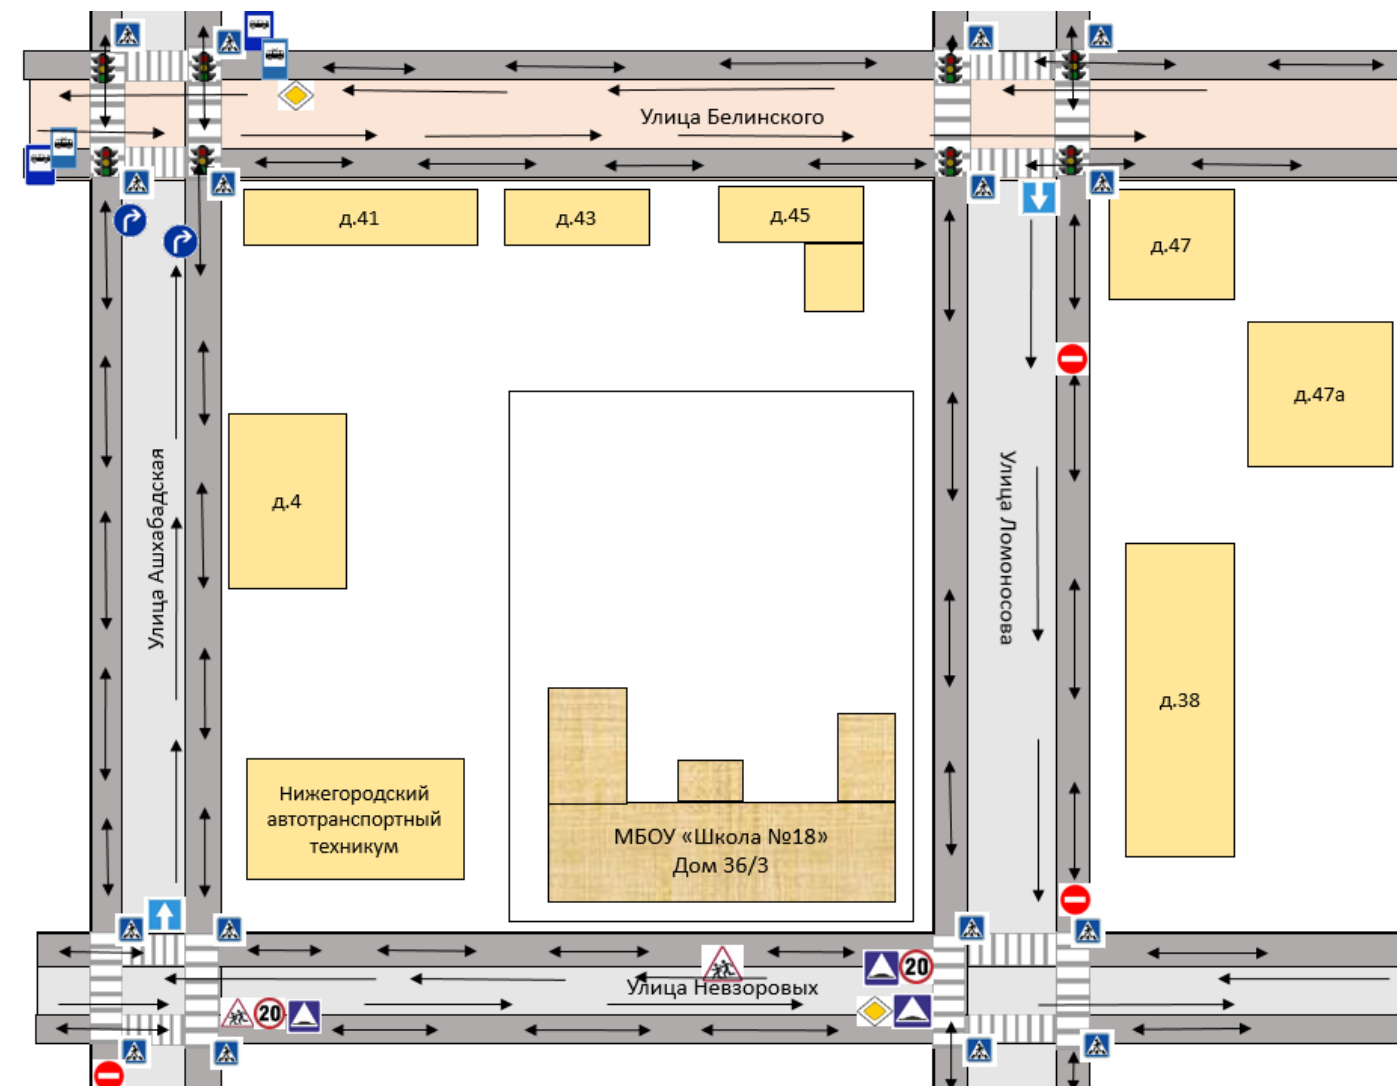 Улица Белинского
д.41
д.43
д.45
д.47
д.47а
д.4
Улица Ашхабадская
Улица Ломоносова
д.38
Нижегородский
автотранспортный
техникум
МБОУ «Школа №18»
Дом 36/3
20
Улица Невзоровых
20